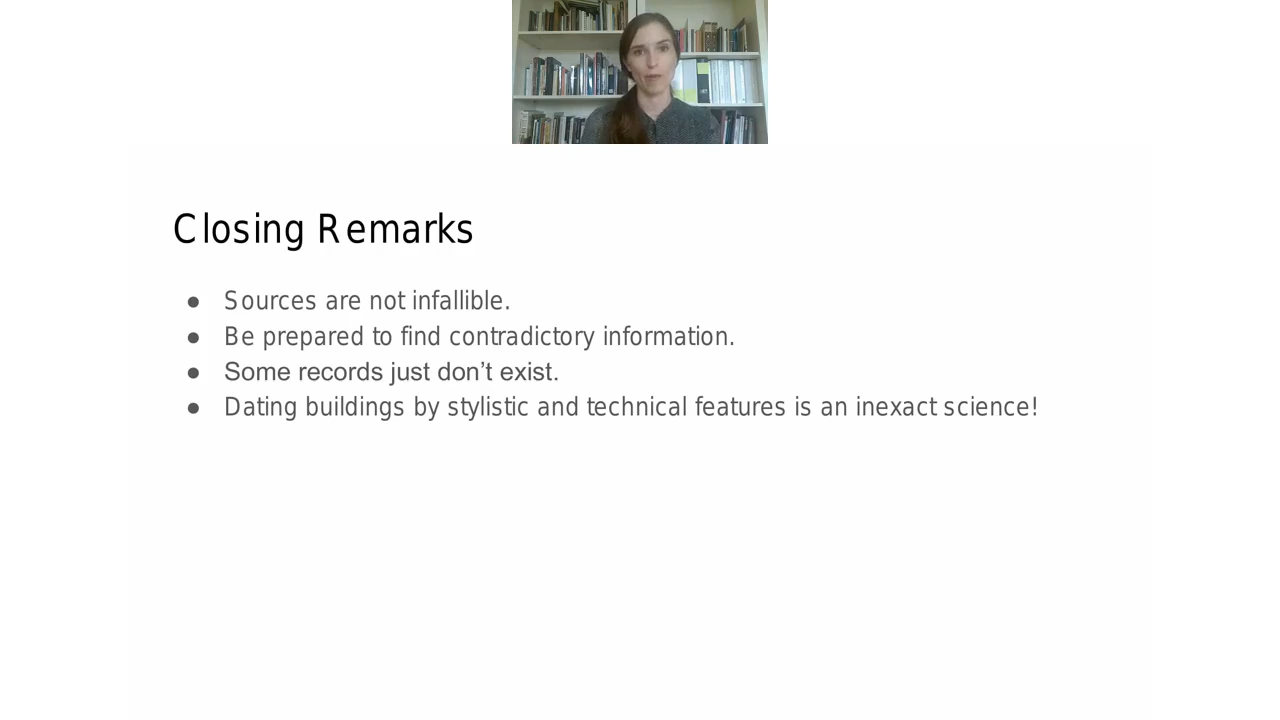 Closing Remarks
● Sources are not infallible.
● Be prepared to find contradictory information.
● Some records just don’t exist.
● Dating buildings by stylistic and technical features is an inexact science!